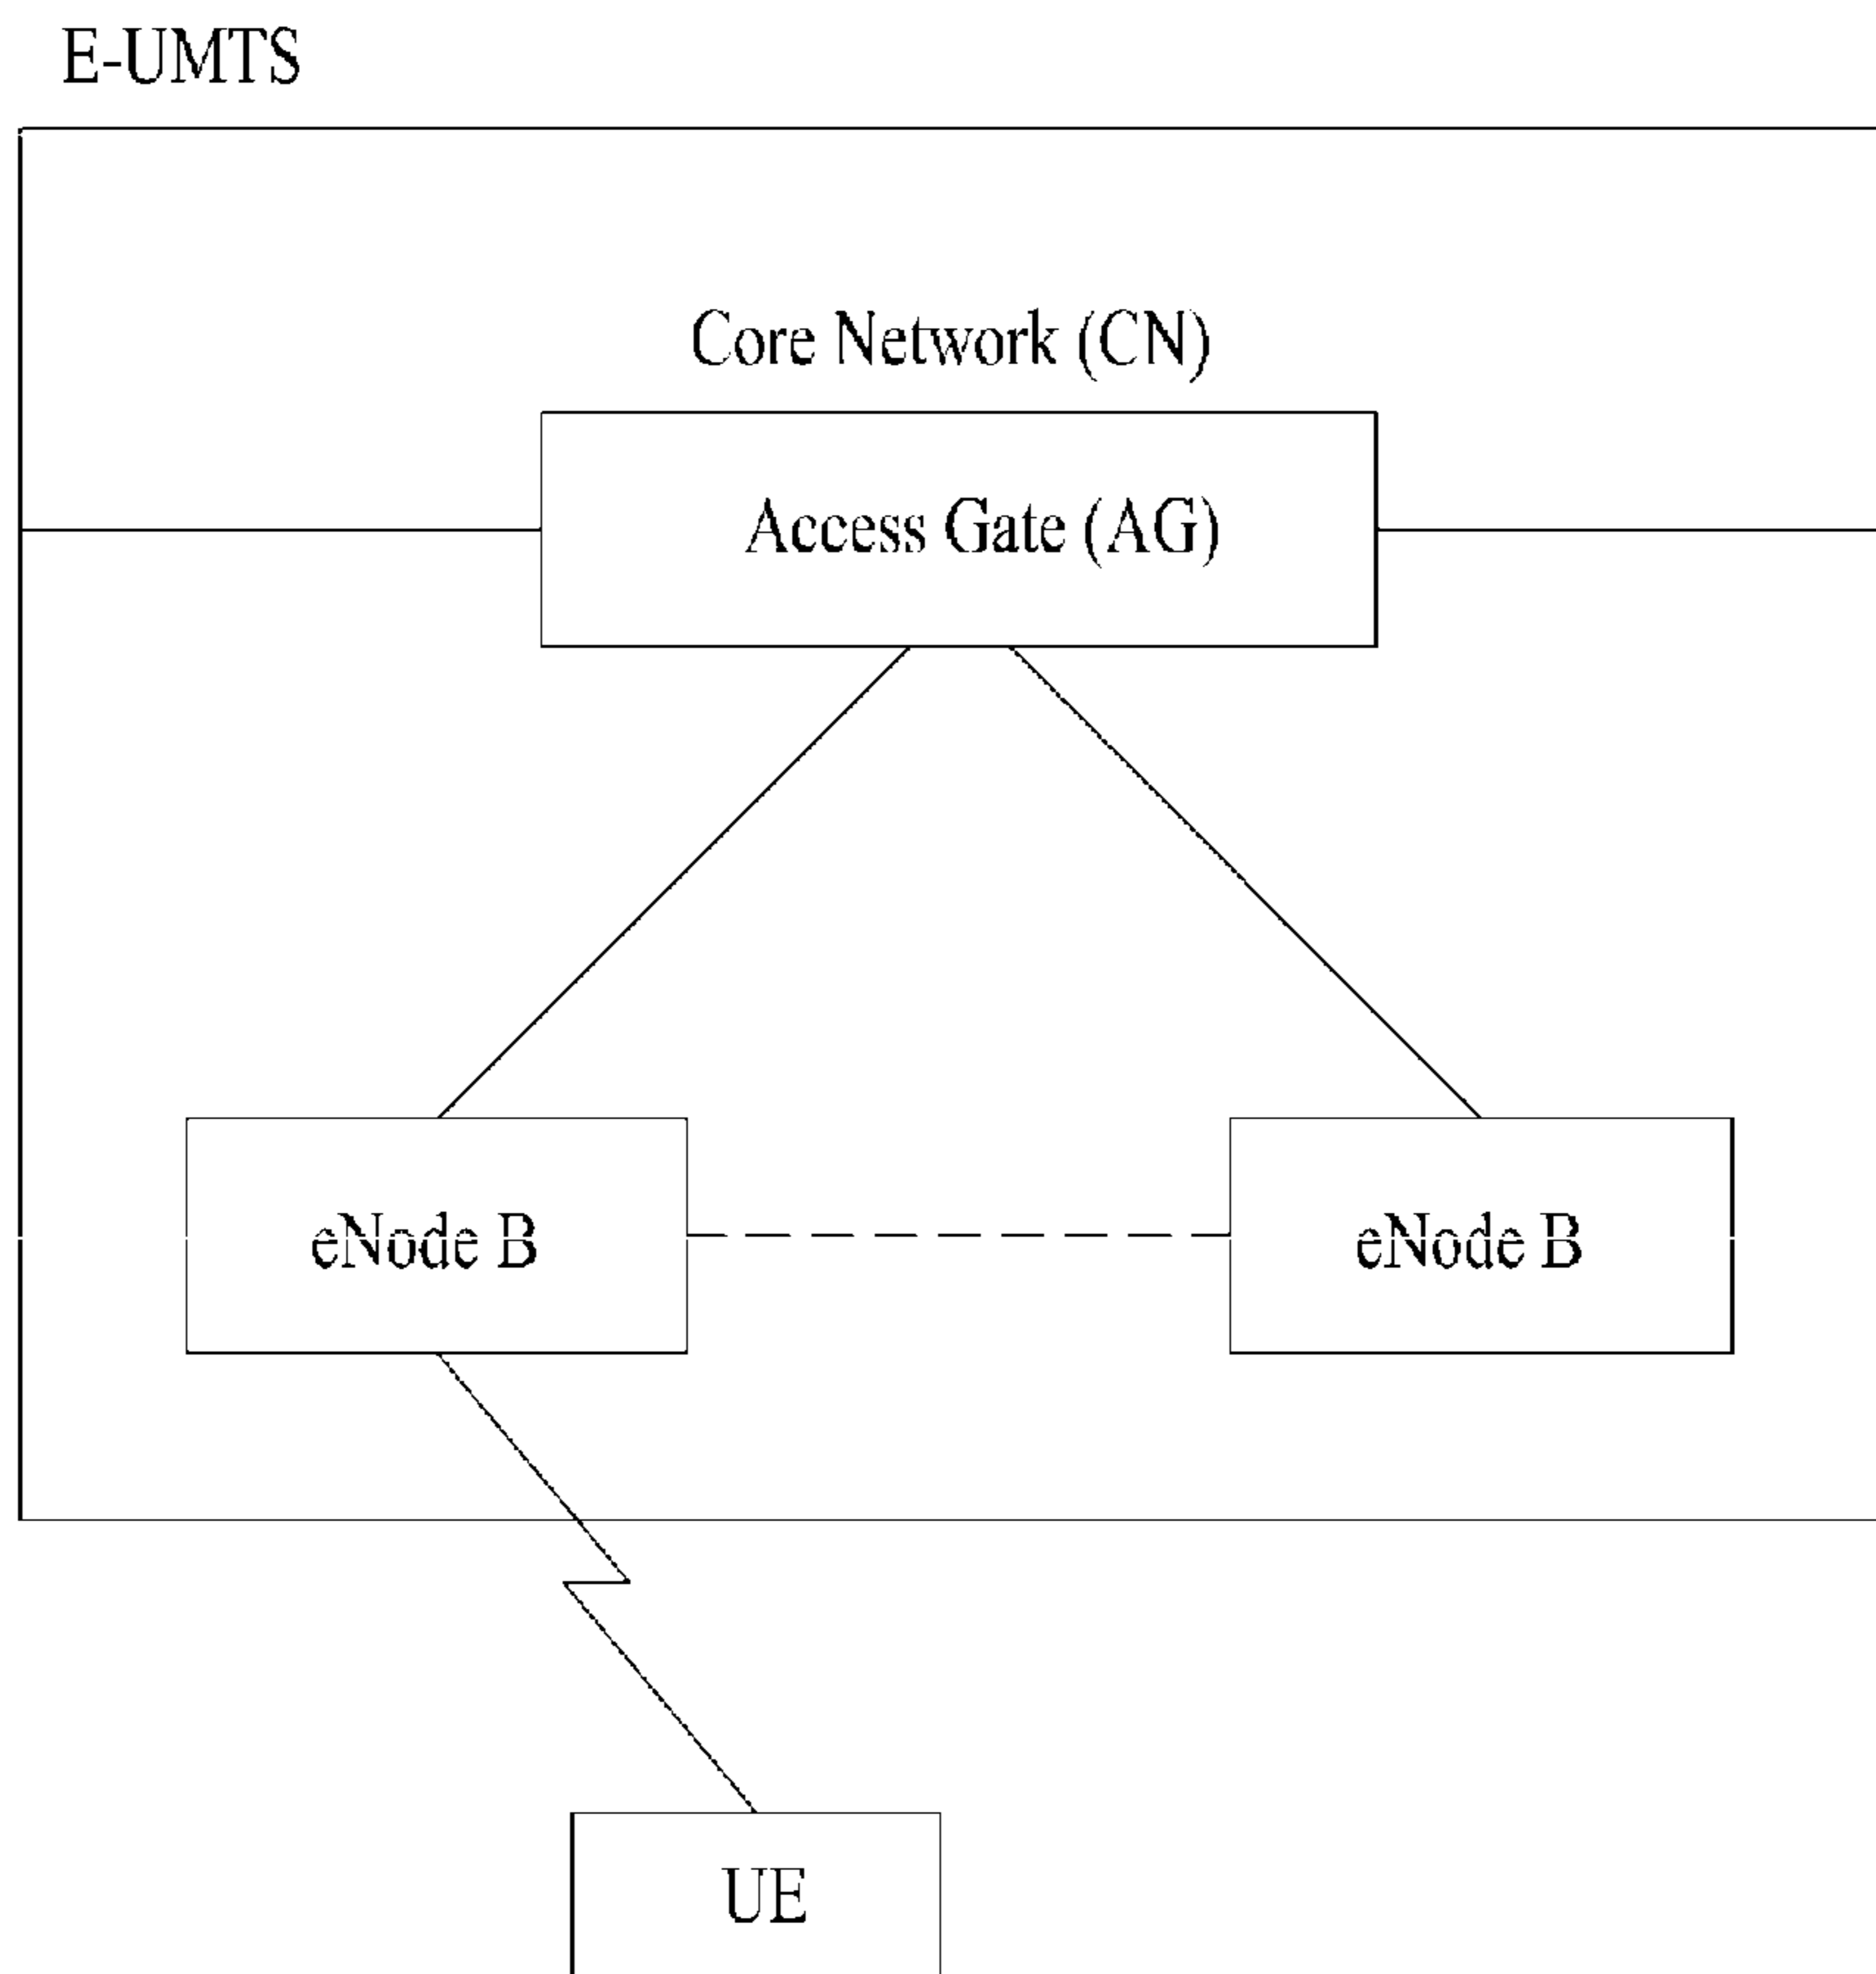 E-UMTS
Core Network (CN)
Access Gate (AG)
eNode B
eNode B
UE